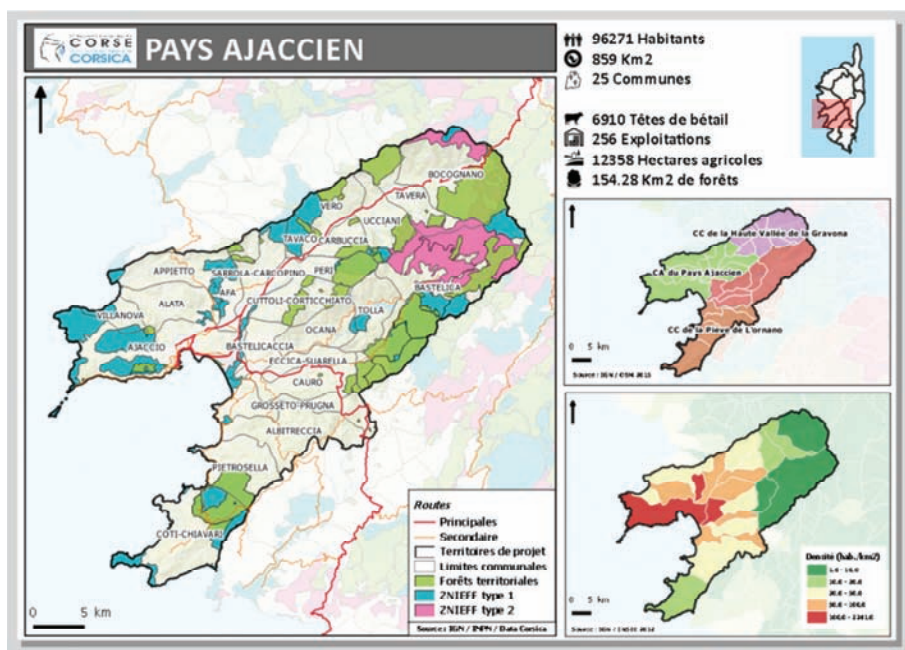 CORSE
CORSICA
PAYS AJACCIEN
96271 Habitants
859 Km2
25 Communes
6910 Têtes de bétail
256 Exploitations
12358 Hectares agricoles
154.28 Km2 de forêts
BOCOGNANO
TAVERA
VERO
UCCIANI
TAVACO
CARBUCCIA
APPIETTO
SARROLA-CARCOPINO
PERI
AFA
BASTELICA
ALATA
CUTTOLI-CORTICCHIATO
VILLANOVA
TOLLA
OCANA
AJACCIO
BASTELICACCIA
ECCICA-SUARELLA
CAURO
GROSSETO-PRUGNA
ALBITRECCIA
PIETROSELLA
COTI-CHIAVARI
0 5 km
Routes
Principales
Secondaire
Territoires de projet
Limites communales
Forêts territoriales
ZNIEFF type 1
ZNIEFF type 2
Sources: IGN / INPN / Data Corsica
CC de la Haute Vallée de la Gravona
CA du Pays Ajaccien
CC de la Pieve de L'ornano
0 5 km
Densité (hab./km2)
0 5 km